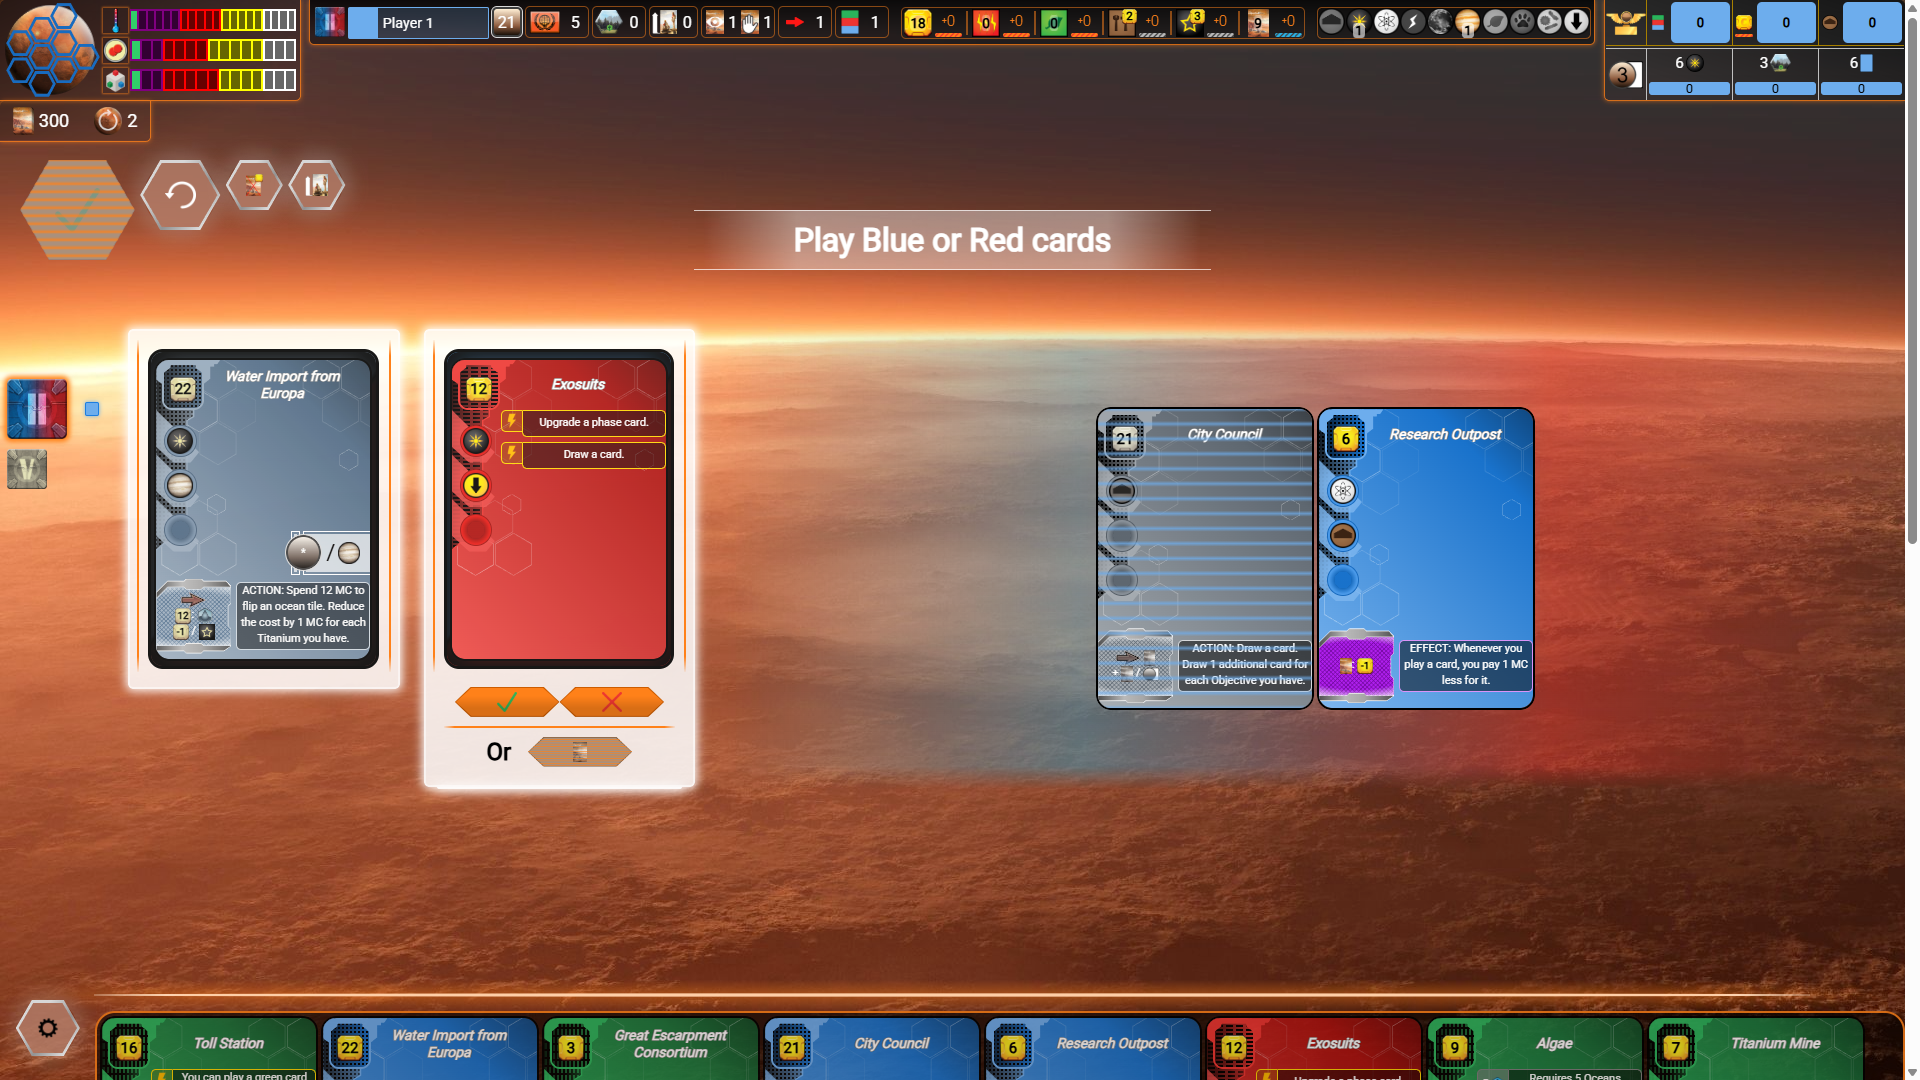 Player 1
21
5
0
0
1
1
1
1
18
+0
0
+0
0
+0
2
+0
3
+0
9
+0
1
1
0
0
0
3
6
3
6
0
0
0
300
2
Play Blue or Red cards
22
Water Import from
Europa
/
ACTION: Spend 12 MC to
flip an ocean tile. Reduce
the cost by 1 MC for each
Titanium you have.
12
-1 /
12
Exosuits
Upgrade a phase card.
Draw a card.
Or
21
City Council
ACTION: Draw a card.
Draw 1 additional card for
each Objective you have.
6
Research Outpost
-1
EFFECT: Whenever you
play a card, you pay 1 MC
less for it.
16
Toll Station
You can play a green card
22
Water Import from
Europa
3
Great Escarpment
Consortium
21
City Council
6
Research Outpost
12
Exosuits
Upgrade a phase card.
9
Algae
Requires 5 Oceans
7
Titanium Mine